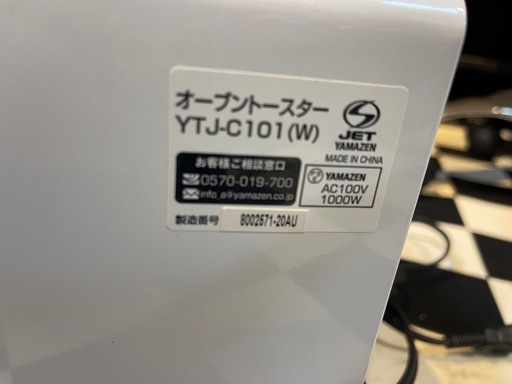 オーブントースター
YTJ-C101(W)
JET
YAMAZEN
MADE IN CHINA
お客様ご相談窓口
0570-019-700
info_a@yamazen.co.jp
YAMAZEN
AC100V
1000W
製造番号 8002671-20AU